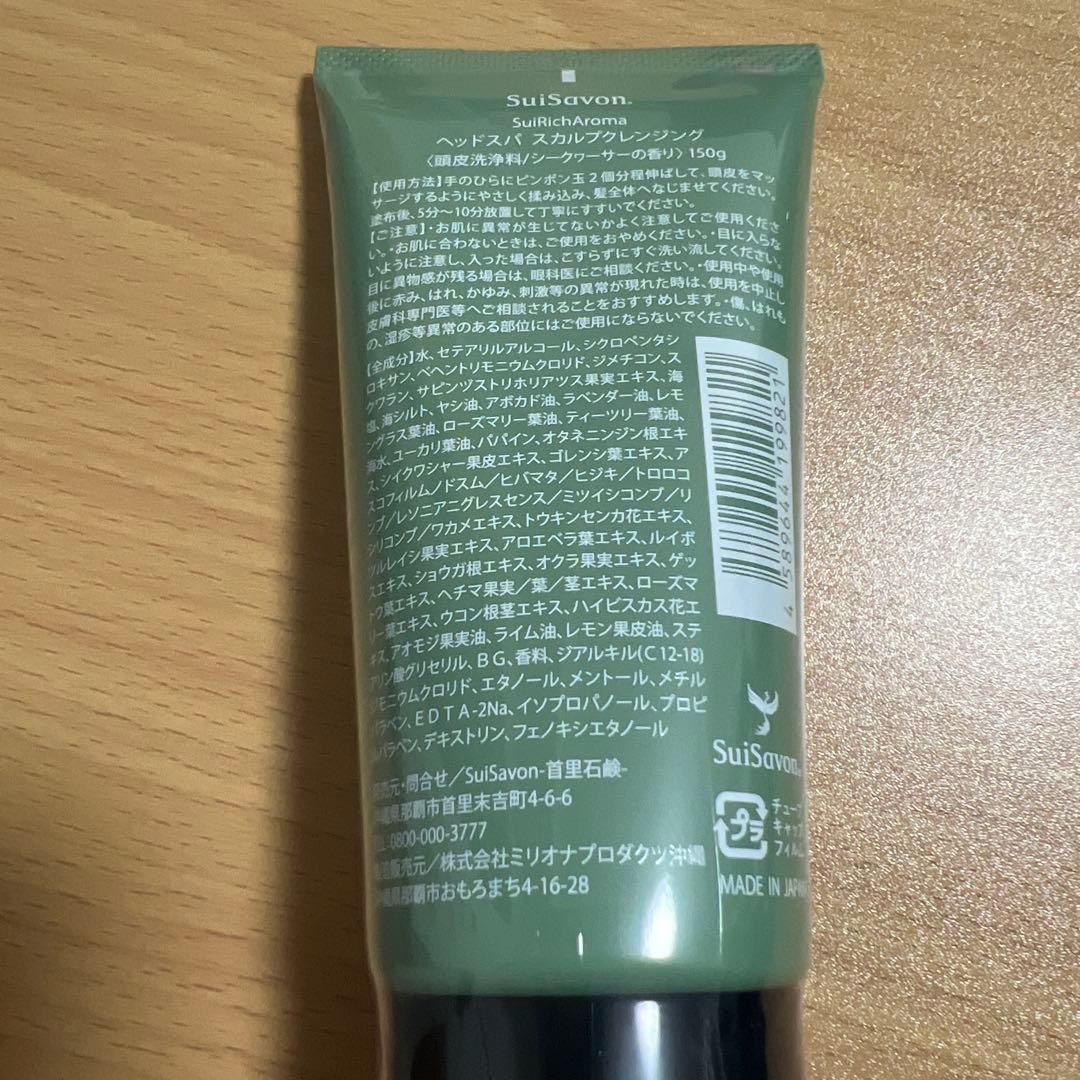 SuiSavon®
SuiRichAroma
ヘッドスパ スカルプクレンジング
〈頭皮洗浄料/シークヮーサーの香り〉150g
【使用方法】手のひらにピンポン玉２個分程伸ばして、頭皮をマッ
サージするようにやさしく揉み込み、髪全体へなじませてください。
塗布後、5分〜10分放置して丁寧にすすいでください。
【ご注意】・お肌に異常が生じてないかよく注意してご使用くださ
い。・お肌に合わないときは、ご使用をおやめください。・目に入らな
いように注意し、入った場合は、こすらずにすぐ洗い流してください。
目に異物感が残る場合は、眼科医にご相談ください。・使用中や使用
後に赤み、はれ、かゆみ、刺激等の異常が現れた時は、使用を中止し
皮膚科専門医等へご相談されることをおすすめします。・傷、はれも
の、湿疹等異常のある部位にはご使用にならないでください。
【全成分】水、セテアリルアルコール、シクロペンタシ
ロキサン、ベヘントリモニウムクロリド、ジメチコン、ス
クワラン、サピンヅストリホリアツス果実エキス、海
塩、海シルト、ヤシ油、アボカド油、ラベンダー油、レモ
ングラス葉油、ローズマリー葉油、ティーツリー葉油、
海水、ユーカリ葉油、パパイン、オタネニンジン根エキ
ス、シイクワシャー果皮エキス、ゴレンシ葉エキス、ア
スコフィルムノドスム／ヒバマタ／ヒジキ／トロロコ
ンブ／レソニアニグレスセンス／ミツイシコンブ／リ
シリコンブ／ワカメエキス、トウキンセンカ花エキス、
ツルレイシ果実エキス、アロエベラ葉エキス、ルイボ
スエキス、ショウガ根エキス、オクラ果実エキス、ゲッ
トウ葉エキス、ヘチマ果実／葉／茎エキス、ローズマ
リー葉エキス、ウコン根茎エキス、ハイビスカス花エ
キス、アオモジ果実油、ライム油、レモン果皮油、ステ
アリン酸グリセリル、ＢＧ、香料、ジアルキル(Ｃ12-18)
モニウムクロリド、エタノール、メントール、メチル
パラベン、ＥＤＴＡ-2Na、イソプロパノール、プロピ
ルパラベン、デキストリン、フェノキシエタノール
発売元・問合せ／SuiSavon-首里石鹸-
沖縄県那覇市首里末吉町4-6-6
TEL:0800-000-3777
製造販売元／株式会社ミリオナプロダクツ沖縄
沖縄県那覇市おもろまち4-16-28
4 589644 199821
SuiSavon®
プラ
チューブ
キャップ
フィルム
MADE IN JAPAN